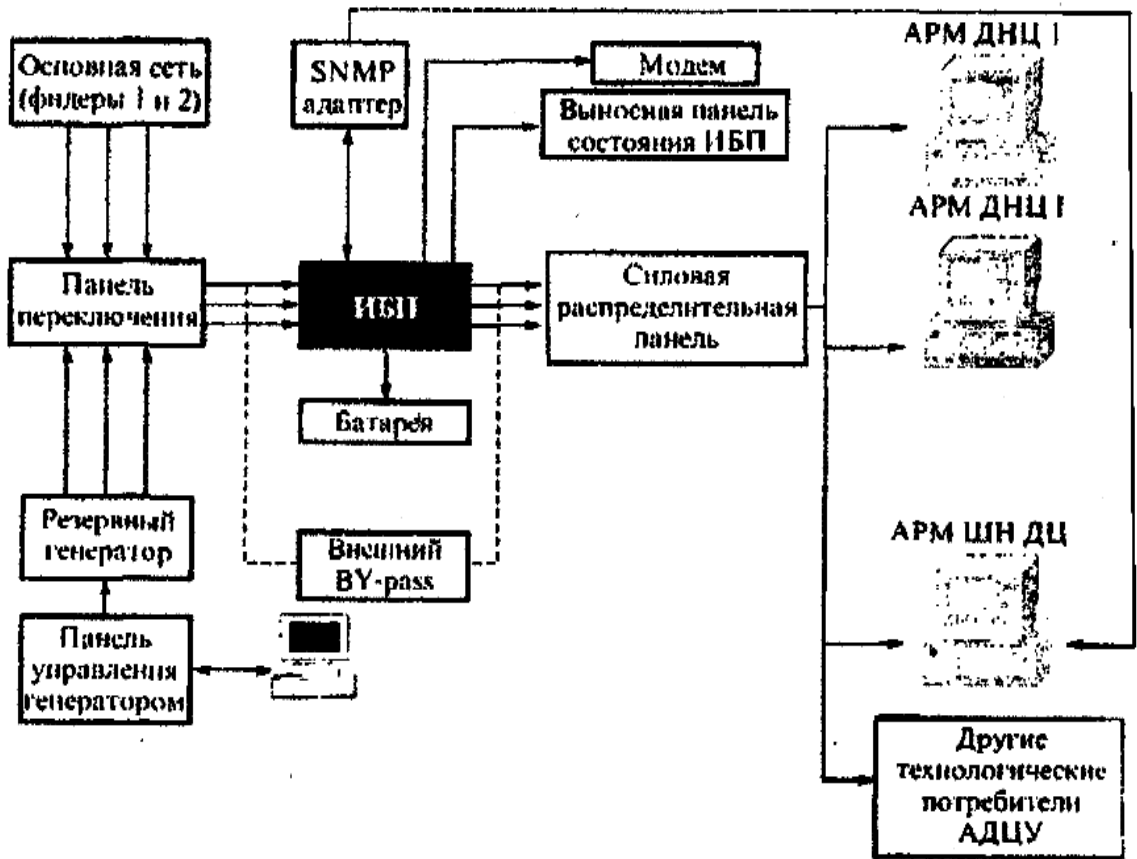 Основная сеть
(фидеры 1 и 2)
SNMP
адаптер
Модем
Выносная панель
состояния ИБП
АРМ ДНЦ 1
АРМ ДНЦ 1
Панель
переключения
ИБП
Силовая
распределительная
панель
Батарея
Резервный
генератор
Внешний
BY-pass
Панель
управления
генератором
АРМ ШН ДЦ
Другие
технологические
потребители
АДЦУ